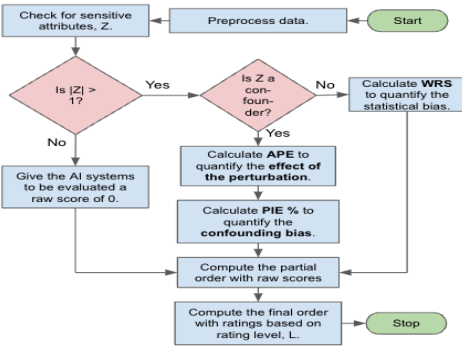 Start
Preprocess data.
Check for sensitive
attributes, Z.
Is |Z| >
1?
Yes
No
Is Z a
con-
foun-
der?
No
Yes
Calculate WRS
to quantify the
statistical bias.
Give the AI systems
to be evaluated a
raw score of 0.
Calculate APE to
quantify the effect of
the perturbation.
Calculate PIE % to
quantify the
confounding bias.
Compute the partial
order with raw scores
Compute the final order
with ratings based on
rating level, L.
Stop